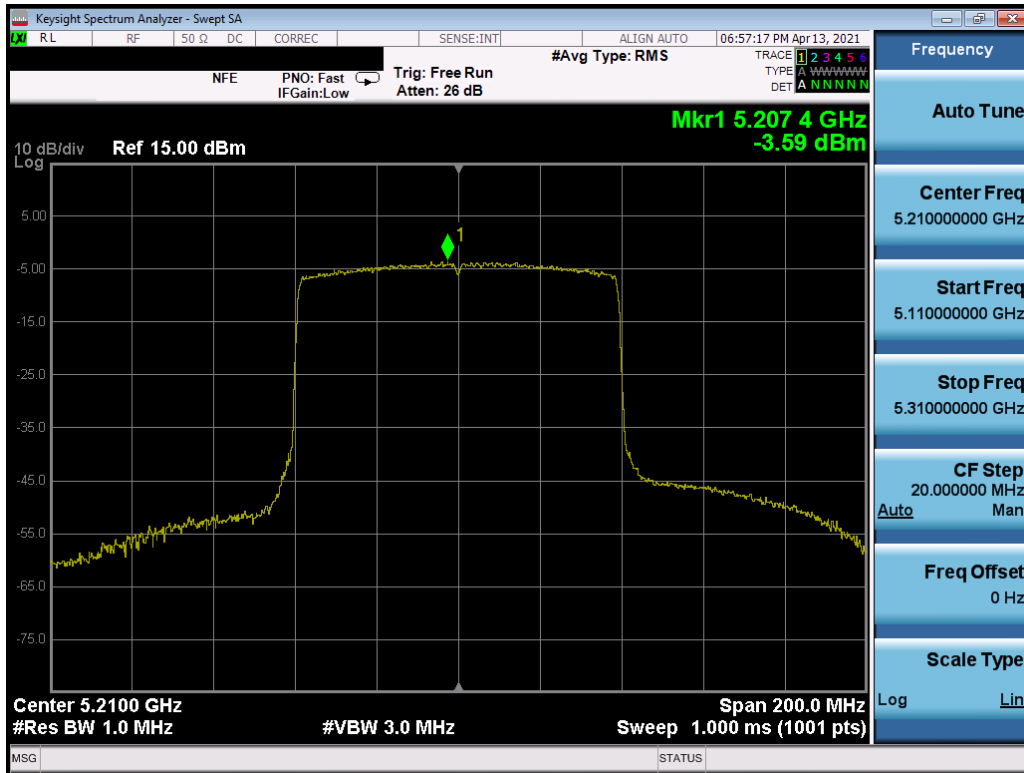 Keysight Spectrum Analyzer - Swept SA
LXI RL RF 50 Ω DC CORREC SENSE:INT ALIGN AUTO 06:57:17 PM Apr 13, 2021
NFE PNO: Fast IFGain:Low Trig: Free Run Atten: 26 dB #Avg Type: RMS
TRACE 1 2 3 4 5 6
TYPE A WWWWW
DET A N N N N N
Mkr1 5.207 4 GHz
-3.59 dBm
10 dB/div Ref 15.00 dBm
Log
1
5.00
-5.00
-15.0
-25.0
-35.0
-45.0
-55.0
-65.0
-75.0
Center 5.2100 GHz Span 200.0 MHz
#Res BW 1.0 MHz #VBW 3.0 MHz Sweep 1.000 ms (1001 pts)
MSG STATUS
Frequency
Auto Tune
Center Freq
5.210000000 GHz
Start Freq
5.110000000 GHz
Stop Freq
5.310000000 GHz
CF Step
20.000000 MHz
Auto Man
Freq Offset
0 Hz
Scale Type
Log Lin